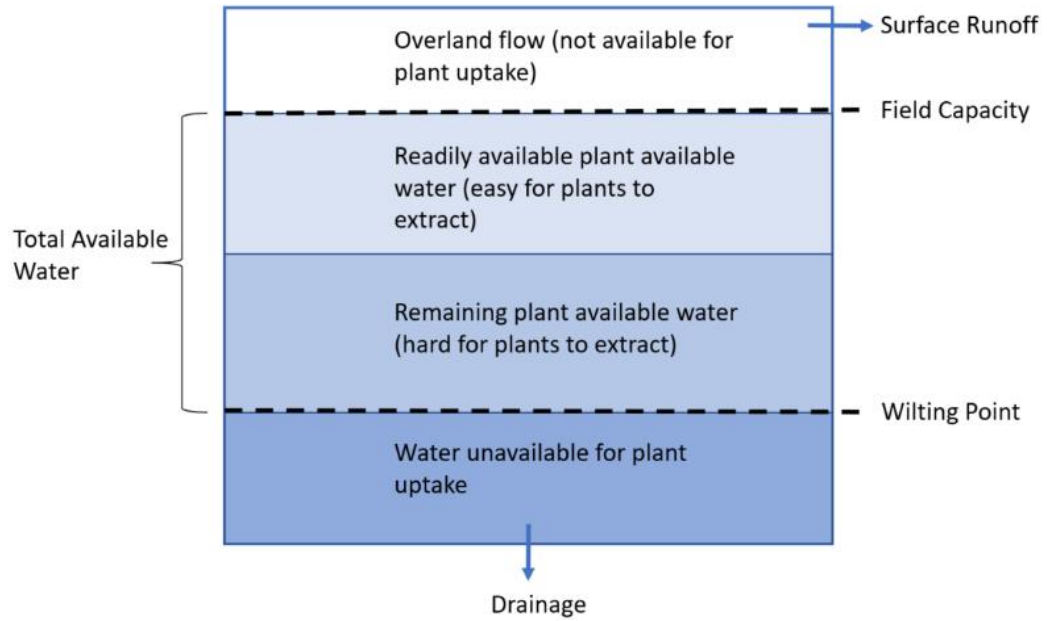 Overland flow (not available for
plant uptake)
Surface Runoff
Field Capacity
Readily available plant available
water (easy for plants to
extract)
Total Available
Water
Remaining plant available water
(hard for plants to extract)
Wilting Point
Water unavailable for plant
uptake
Drainage